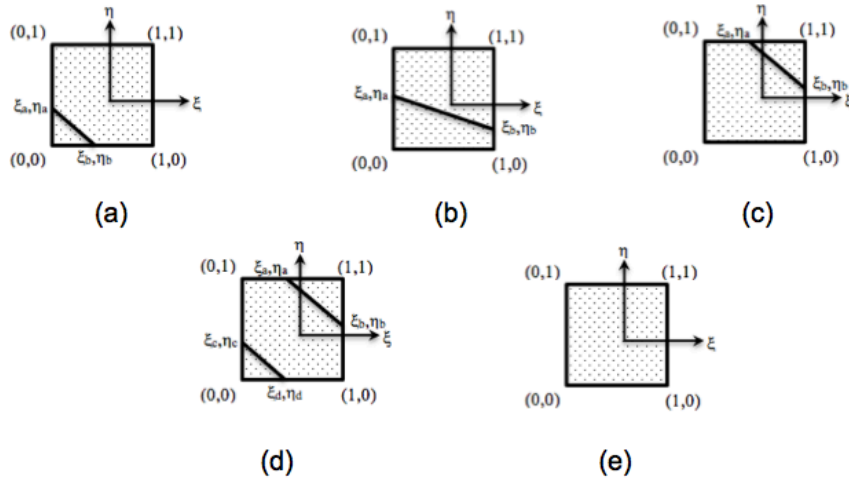 η η η
(0,1) (1,1) (0,1) (1,1) (0,1) ξa,ηa (1,1)
ξa,ηa ξ ξa,ηa ξ ξb,ηb ξ
ξb,ηb
(0,0) ξb,ηb (1,0) (0,0) (1,0) (0,0) (1,0)
(a) (b) (c)
η η
(0,1) ξa,ηa (1,1) (0,1) (1,1)
ξb,ηb
ξc,ηc ξ ξ
(0,0) ξd,ηd (1,0) (0,0) (1,0)
(d) (e)